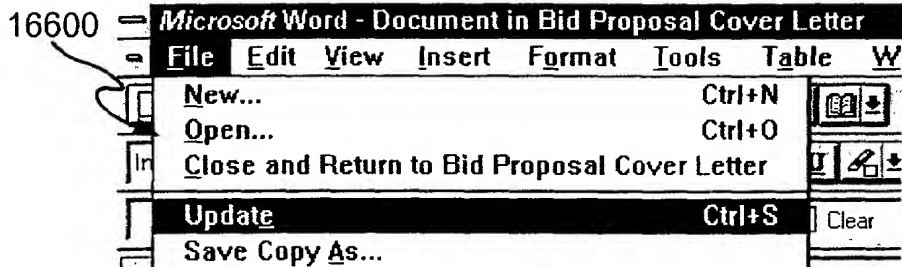 16600
Microsoft Word - Document in Bid Proposal Cover Letter
File Edit View Insert Format Tools Table W
New... Ctrl+N
Open... Ctrl+O
Close and Return to Bid Proposal Cover Letter
Update Ctrl+S
Clear
Save Copy As...